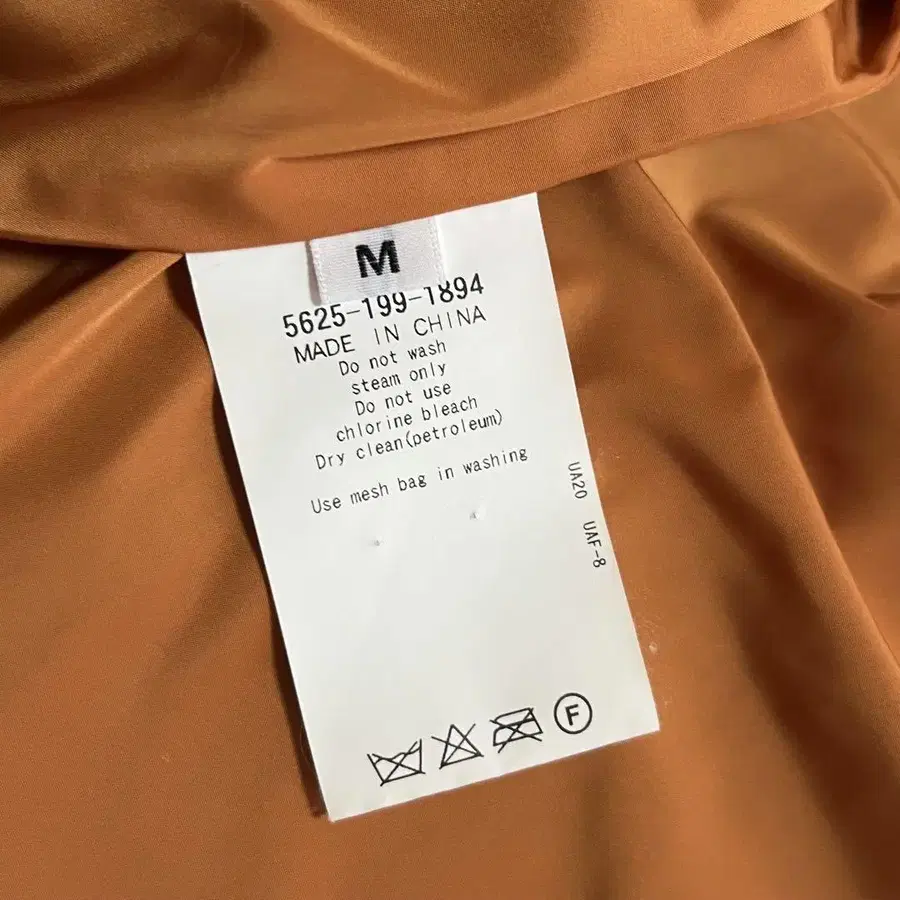 M
5625-199-1894
MADE IN CHINA
Do not wash
steam only
Do not use
chlorine bleach
Dry clean(petroleum)
Use mesh bag in washing
UA20 UAF-8
F